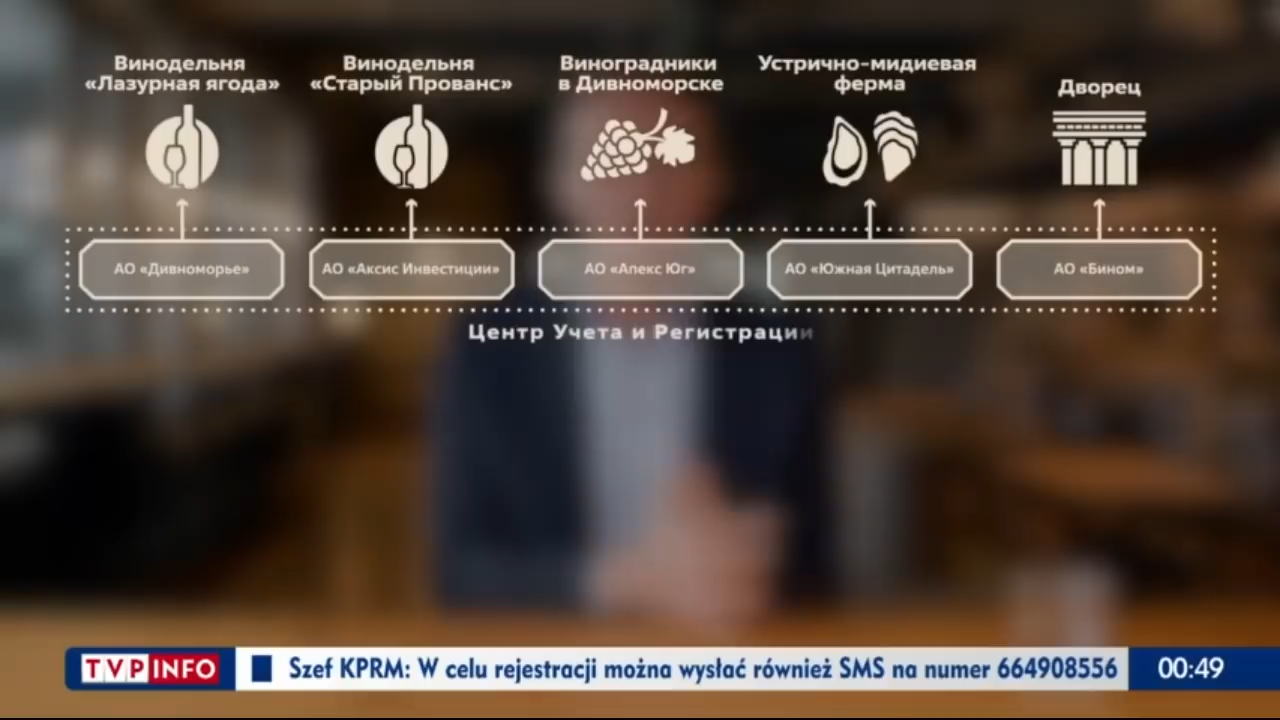 Винодельня
«Лазурная ягода»
Винодельня
«Старый Прованс»
Виноградники
в Дивноморске
Устрично-мидиевая
ферма
Дворец
АО «Дивноморье»
АО «Аксис Инвестиции»
АО «Апекс Юг»
АО «Южная Цитадель»
АО «Бином»
Центр Учета и Регистрации
TVP INFO
Szef KPRM: W celu rejestracji można wysłać również SMS na numer 664908556
00:49